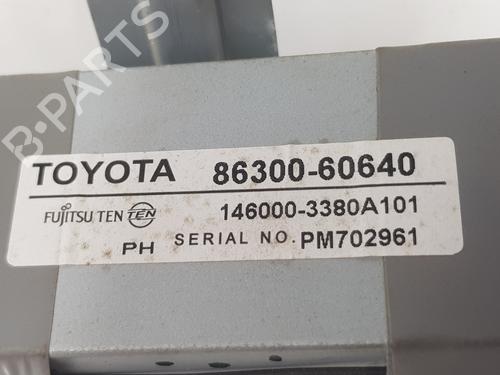 B-PARTS
TOYOTA 86300-60640
FUJITSU TEN TEN 146000-3380A101
PH SERIAL NO. PM702961